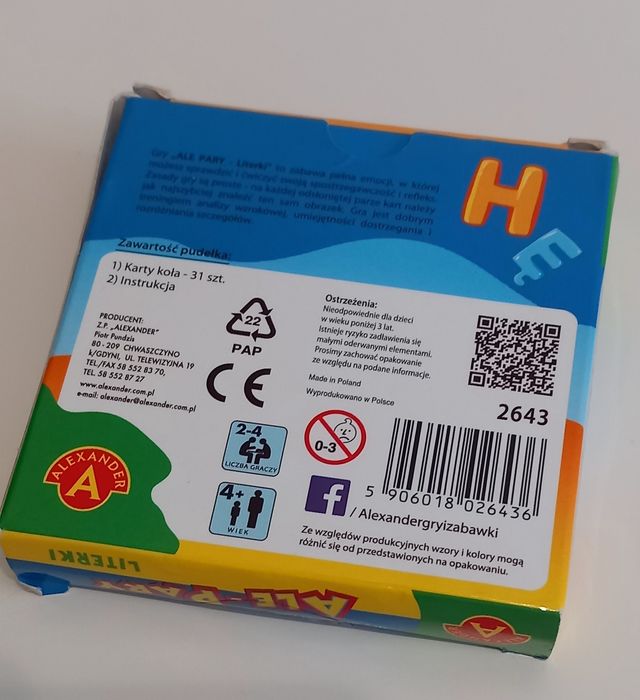 Gry „ALE PARY - Literki" to zabawa pełna emocji, w której
możesz sprawdzić i ćwiczyć swoją spostrzegawczość i refleks.
Zasady gry są proste - na każdej odsłoniętej parze kart należy
jak najszybciej znaleźć ten sam obrazek. Gra jest dobrym
treningiem analizy wzrokowej, umiejętności dostrzegania i
rozróżniania szczegółów.
H
Ę
Zawartość pudełka:
1) Karty koła - 31 szt.
2) Instrukcja
PRODUCENT:
Z.P. „ALEXANDER"
Piotr Pundzis
80 - 209 CHWASZCZYNO
k/GDYNI, UL. TELEWIZYJNA 19
TEL./FAX 58 552 83 70,
TEL. 58 552 87 27
www.alexander.com.pl
e-mail: alexander@alexander.com.pl
22
PAP
CE
Ostrzeżenia:
Nieodpowiednie dla dzieci
w wieku poniżej 3 lat.
Istnieje ryzyko zadławienia się
małymi oderwanymi elementami.
Prosimy zachować opakowanie
ze względu na podane informacje.
Made in Poland
Wyprodukowano w Polsce
2643
2-4
LICZBA GRACZY
4+
WIEK
0-3
f /Alexandergryizabawki
5 906018 026436
Ze względów produkcyjnych wzory i kolory mogą
różnić się od przedstawionych na opakowaniu.
ALEXANDER
A
LITERKI
ALE-PARY
ALEXANDER
A